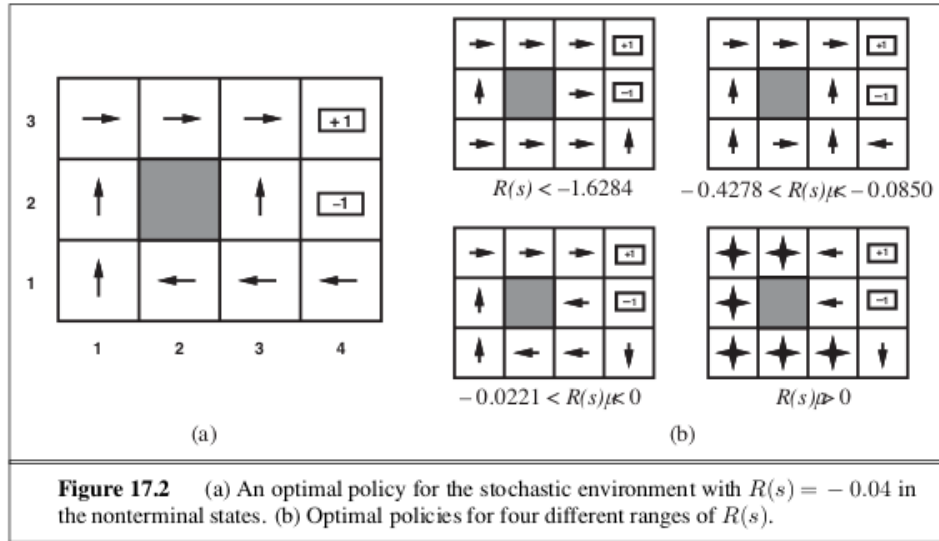 3
+ 1
2
−1
1
1 2 3 4
(a)
+1
−1
R(s) < −1.6284
+1
−1
− 0.4278 < R(s)μ< − 0.0850
+1
−1
− 0.0221 < R(s)μ< 0
+1
−1
R(s)μ> 0
(b)
Figure 17.2 (a) An optimal policy for the stochastic environment with R(s) = − 0.04 in
the nonterminal states. (b) Optimal policies for four different ranges of R(s).